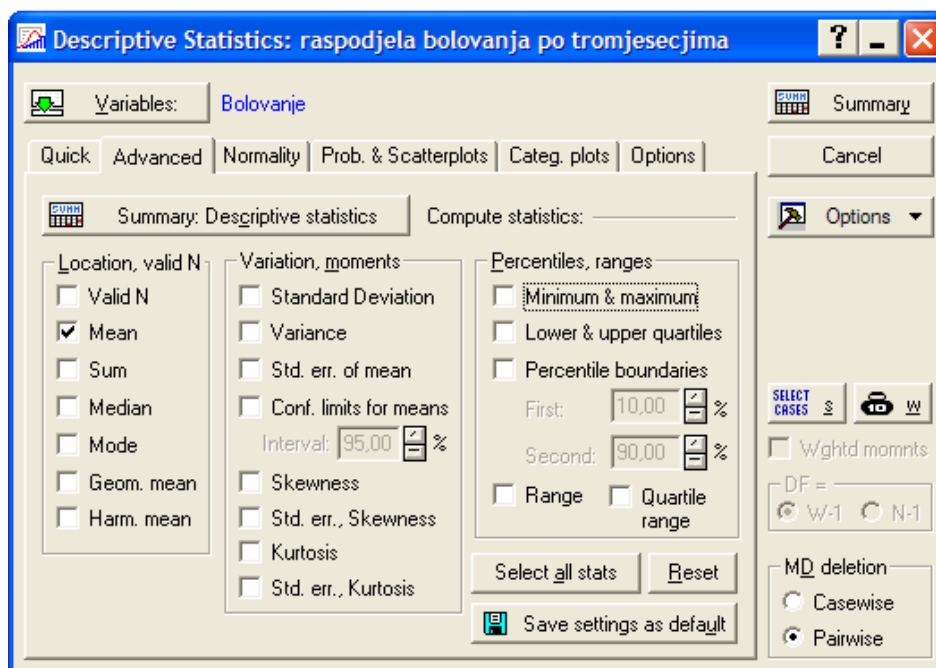 Descriptive Statistics: raspodjela bolovanja po tromjesecjima
Variables: Bolovanje
Summary
Quick Advanced Normality Prob. & Scatterplots Categ. plots Options
Cancel
SUMM Summary: Descriptive statistics Compute statistics:
Options
Location, valid N
Valid N
Mean
Sum
Median
Mode
Geom. mean
Harm. mean
Variation, moments
Standard Deviation
Variance
Std. err. of mean
Conf. limits for means
Interval: 95,00 %
Skewness
Std. err., Skewness
Kurtosis
Std. err., Kurtosis
Percentiles, ranges
Minimum & maximum
Lower & upper quartiles
Percentile boundaries
First: 10,00 %
Second: 90,00 %
Range
Quartile
range
Select all stats
Reset
Save settings as default
SELECT
CASES S
W
Wghtd momnts
DF =
W-1 N-1
MD deletion
Casewise
Pairwise